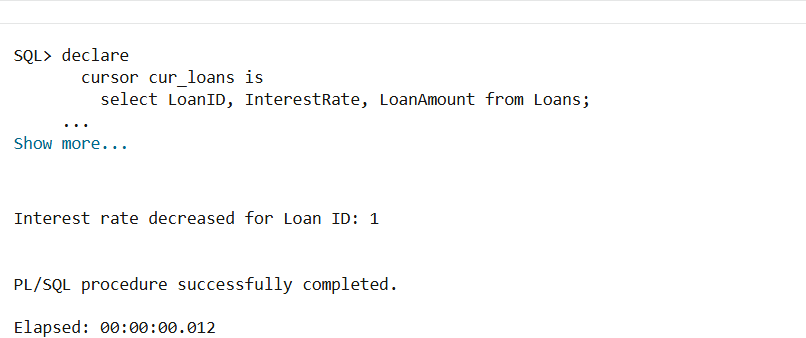 SQL> declare
cursor cur_loans is
select LoanID, InterestRate, LoanAmount from Loans;
...
Show more...
Interest rate decreased for Loan ID: 1
PL/SQL procedure successfully completed.
Elapsed: 00:00:00.012